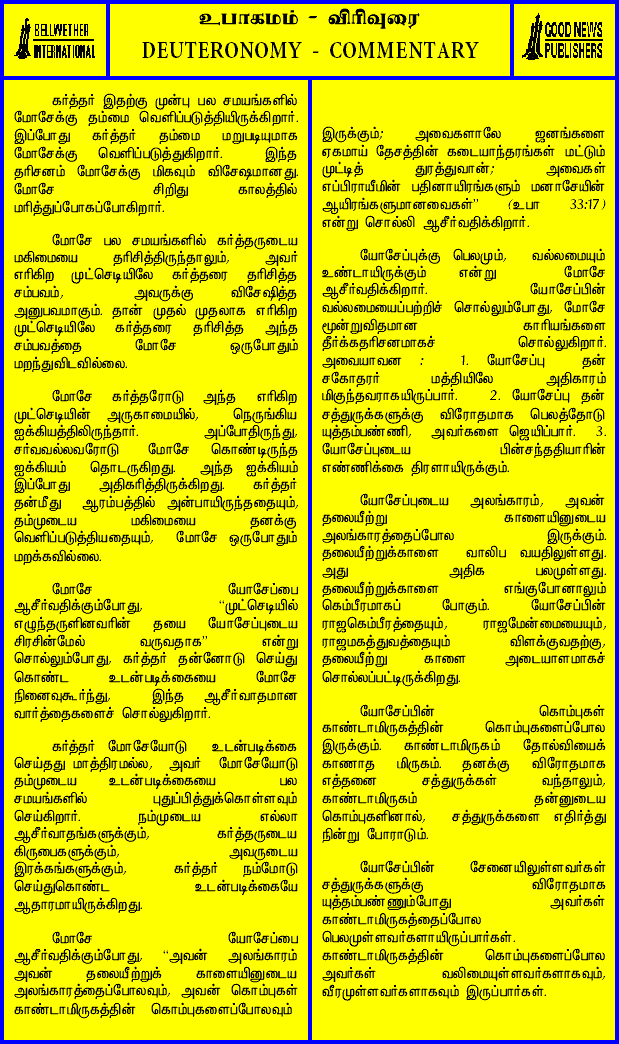 உபாகமம் - விரிவுரை
BELLWETHER
INTERNATIONAL
DEUTERONOMY - COMMENTARY
GOOD NEWS
PUBLISHERS
கர்த்தர் இதற்கு முன்பு பல சமயங்களில்
மோசேக்கு தம்மை வெளிப்படுத்தியிருக்கிறார்.
இப்போது கர்த்தர் தம்மை மறுபடியுமாக
மோசேக்கு வெளிப்படுத்துகிறார். இந்த
தரிசனம் மோசேக்கு மிகவும் விசேஷமானது.
மோசே சிறிது காலத்தில்
மரித்துப்போகப்போகிறார்.
மோசே பல சமயங்களில் கர்த்தருடைய
மகிமையை தரிசித்திருந்தாலும், அவர்
எரிகிற முட்செடியிலே கர்த்தரை தரிசித்த
சம்பவம், அவருக்கு விசேஷித்த
அனுபவமாகும். தான் முதல் முதலாக எரிகிற
முட்செடியிலே கர்த்தரை தரிசித்த அந்த
சம்பவத்தை மோசே ஒருபோதும்
மறந்துவிடவில்லை.
மோசே கர்த்தரோடு அந்த எரிகிற
முட்செடியின் அருகாமையில், நெருங்கிய
ஐக்கியத்திலிருந்தார். அப்போதிருந்து,
சர்வவல்லவரோடு மோசே கொண்டிருந்த
ஐக்கியம் தொடருகிறது. அந்த ஐக்கியம்
இப்போது அதிகரித்திருக்கிறது. கர்த்தர்
தன்மீது ஆரம்பத்தில் அன்பாயிருந்ததையும்,
தம்முடைய மகிமையை தனக்கு
வெளிப்படுத்தியதையும், மோசே ஒருபோதும்
மறக்கவில்லை.
மோசே யோசேப்பை
ஆசீர்வதிக்கும்போது, "முட்செடியில்
எழுந்தருளினவரின் தயை யோசேப்புடைய
சிரசின்மேல் வருவதாக" என்று
சொல்லும்போது, கர்த்தர் தன்னோடு செய்து
கொண்ட உடன்படிக்கையை மோசே
நினைவுகூர்ந்து, இந்த ஆசீர்வாதமான
வார்த்தைகளைச் சொல்லுகிறார்.
கர்த்தர் மோசேயோடு உடன்படிக்கை
செய்தது மாத்திரமல்ல, அவர் மோசேயோடு
தம்முடைய உடன்படிக்கையை பல
சமயங்களில் புதுப்பித்துக்கொள்ளவும்
செய்கிறார். நம்முடைய எல்லா
ஆசீர்வாதங்களுக்கும், கர்த்தருடைய
கிருபைகளுக்கும், அவருடைய
இரக்கங்களுக்கும், கர்த்தர் நம்மோடு
செய்துகொண்ட உடன்படிக்கையே
ஆதாரமாயிருக்கிறது.
மோசே யோசேப்பை
ஆசீர்வதிக்கும்போது, "அவன் அலங்காரம்
அவன் தலையீற்றுக் காளையினுடைய
அலங்காரத்தைப்போலவும், அவன் கொம்புகள்
காண்டாமிருகத்தின் கொம்புகளைப்போலவும்
இருக்கும்; அவைகளாலே ஜனங்களை
ஏகமாய் தேசத்தின் கடையாந்தரங்கள் மட்டும்
முட்டித் துரத்துவான்; அவைகள்
எப்பிராயீமின் பதினாயிரங்களும் மனாசேயின்
ஆயிரங்களுமானவைகள்" (உபா 33:17)
என்று சொல்லி ஆசீர்வதிக்கிறார்.
யோசேப்புக்கு பெலமும், வல்லமையும்
உண்டாயிருக்கும் என்று மோசே
ஆசீர்வதிக்கிறார். யோசேப்பின்
வல்லமையைப்பற்றிச் சொல்லும்போது, மோசே
மூன்றுவிதமான காரியங்களை
தீர்க்கதரிசனமாகச் சொல்லுகிறார்.
அவையாவன : 1. யோசேப்பு தன்
சகோதரர் மத்தியிலே அதிகாரம்
மிகுந்தவராகயிருப்பார். 2. யோசேப்பு தன்
சத்துருக்களுக்கு விரோதமாக பெலத்தோடு
யுத்தம்பண்ணி, அவர்களை ஜெயிப்பார். 3.
யோசேப்புடைய பின்சந்ததியாரின்
எண்ணிக்கை திரளாயிருக்கும்.
யோசேப்புடைய அலங்காரம், அவன்
தலையீற்று காளையினுடைய
அலங்காரத்தைப்போல இருக்கும்.
தலையீற்றுக்காளை வாலிப வயதிலுள்ளது.
அது அதிக பலமுள்ளது.
தலையீற்றுக்காளை எங்குபோனாலும்
கெம்பீரமாகப் போகும். யோசேப்பின்
ராஜகெம்பீரத்தையும், ராஜமேன்மையையும்,
ராஜமகத்துவத்தையும் விளக்குவதற்கு,
தலையீற்று காளை அடையாளமாகச்
சொல்லப்பட்டிருக்கிறது.
யோசேப்பின் கொம்புகள்
காண்டாமிருகத்தின் கொம்புகளைப்போல
இருக்கும். காண்டாமிருகம் தோல்வியைக்
காணாத மிருகம். தனக்கு விரோதமாக
எத்தனை சத்துருக்கள் வந்தாலும்,
காண்டாமிருகம் தன்னுடைய
கொம்புகளினால், சத்துருக்களை எதிர்த்து
நின்று போராடும்.
யோசேப்பின் சேனையிலுள்ளவர்கள்
சத்துருக்களுக்கு விரோதமாக
யுத்தம்பண்ணும்போது அவர்கள்
காண்டாமிருகத்தைப்போல
பெலமுள்ளவர்களாயிருப்பார்கள்.
காண்டாமிருகத்தின் கொம்புகளைப்போல
அவர்கள் வலிமையுள்ளவர்களாகவும்,
வீரமுள்ளவர்களாகவும் இருப்பார்கள்.